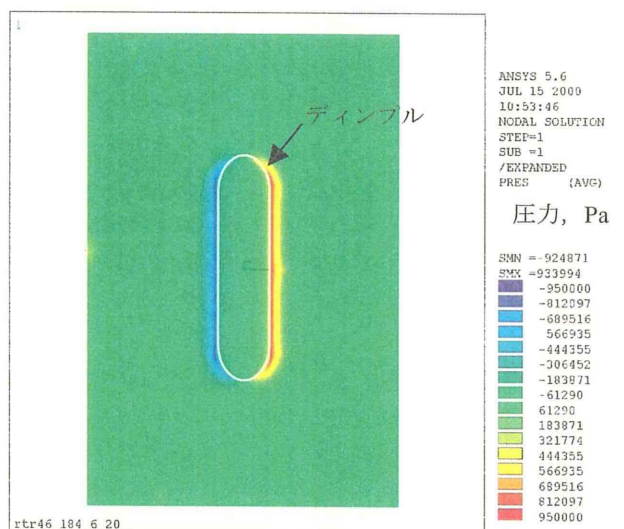 1
ディンプル
ANSYS 5.6
JUL 15 2000
10:53:46
NODAL SOLUTION
STEP=1
SUB =1
/EXPANDED
PRES (AVG)
圧力, Pa
SMN =-924871
SMX =933994
-950000
-812097
-689516
566935
-444355
-306452
-183871
-61290
61290
183871
321774
444355
566935
689516
812097
950000
rtr46 184 6 20